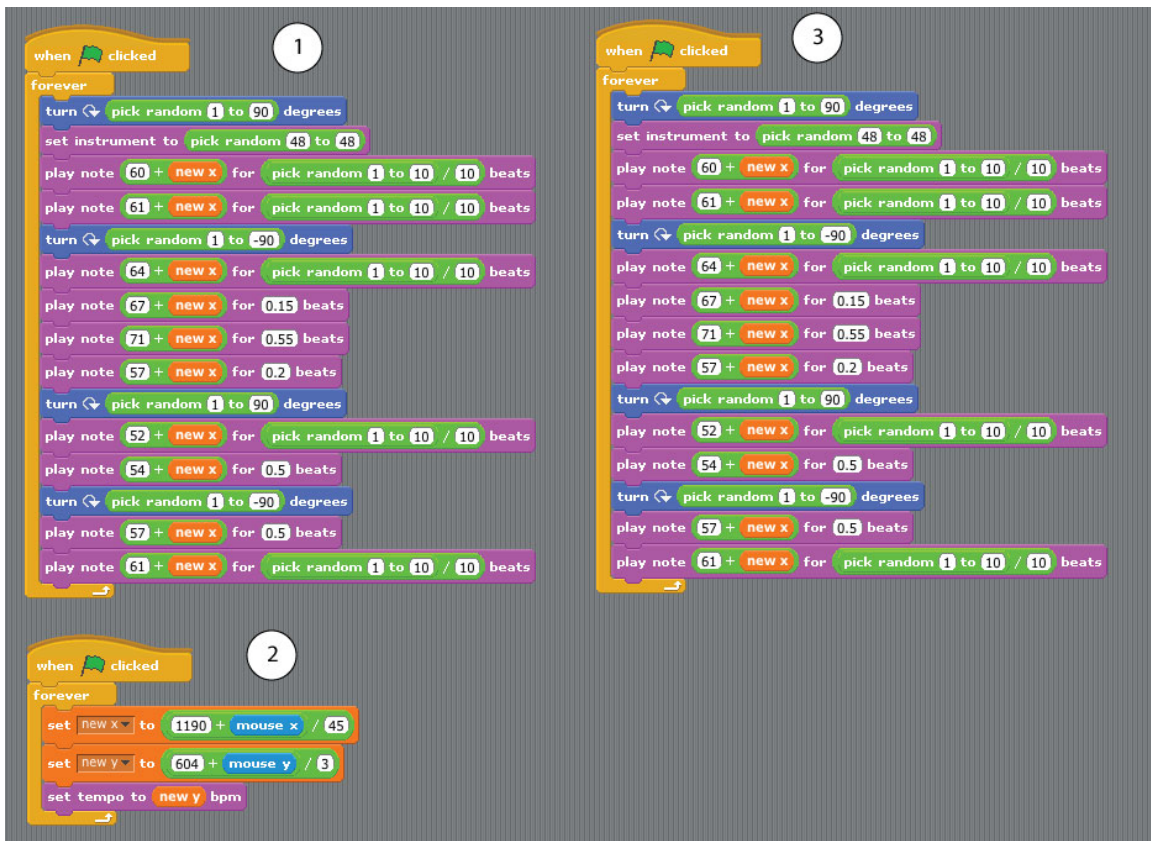 1
when clicked
forever
turn pick random 1 to 90 degrees
set instrument to pick random 48 to 48
play note 60 + new x for pick random 1 to 10 / 10 beats
play note 61 + new x for pick random 1 to 10 / 10 beats
turn pick random 1 to -90 degrees
play note 64 + new x for pick random 1 to 10 / 10 beats
play note 67 + new x for 0.15 beats
play note 71 + new x for 0.55 beats
play note 57 + new x for 0.2 beats
turn pick random 1 to 90 degrees
play note 52 + new x for pick random 1 to 10 / 10 beats
play note 54 + new x for 0.5 beats
turn pick random 1 to -90 degrees
play note 57 + new x for 0.5 beats
play note 61 + new x for pick random 1 to 10 / 10 beats
2
when clicked
forever
set new x to 1190 + mouse x / 45
set new y to 604 + mouse y / 3
set tempo to new y bpm
3
when clicked
forever
turn pick random 1 to 90 degrees
set instrument to pick random 48 to 48
play note 60 + new x for pick random 1 to 10 / 10 beats
play note 61 + new x for pick random 1 to 10 / 10 beats
turn pick random 1 to -90 degrees
play note 64 + new x for pick random 1 to 10 / 10 beats
play note 67 + new x for 0.15 beats
play note 71 + new x for 0.55 beats
play note 57 + new x for 0.2 beats
turn pick random 1 to 90 degrees
play note 52 + new x for pick random 1 to 10 / 10 beats
play note 54 + new x for 0.5 beats
turn pick random 1 to -90 degrees
play note 57 + new x for 0.5 beats
play note 61 + new x for pick random 1 to 10 / 10 beats